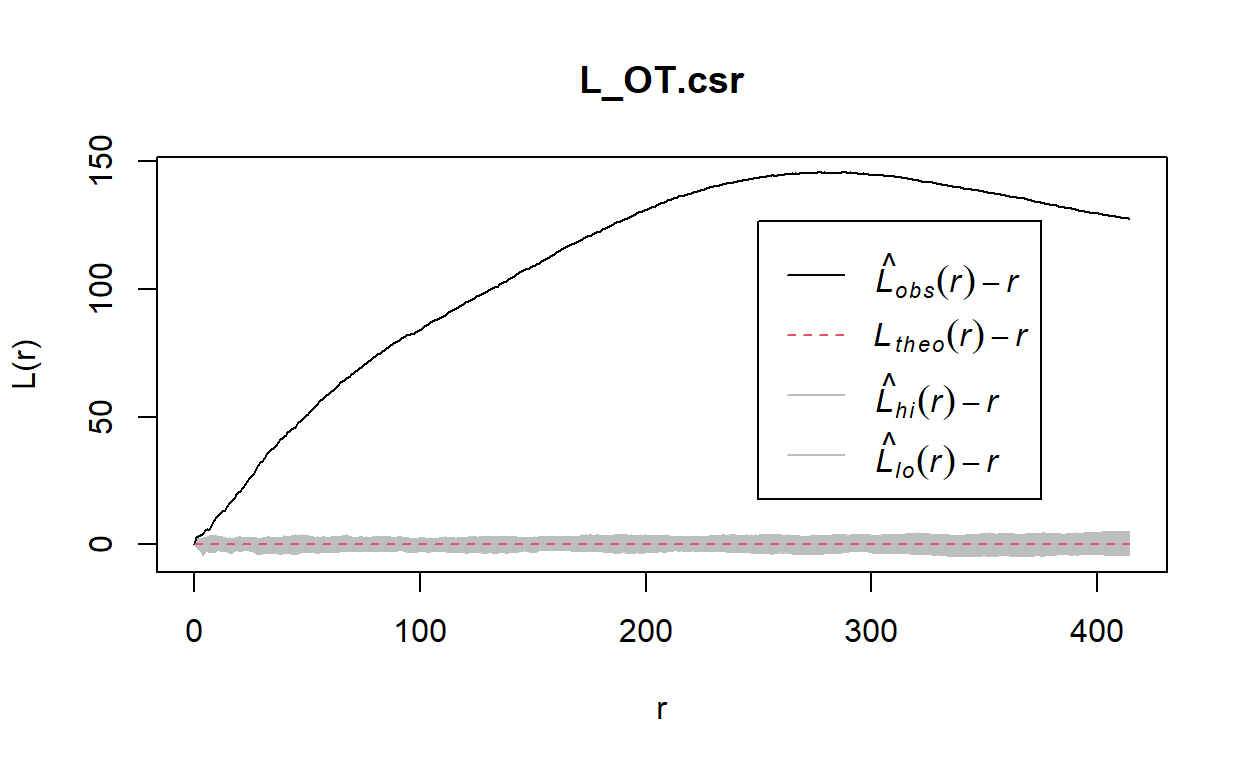 L_OT.csr
L(r)
150
100
50
0
L̂obs(r) − r
Ltheo(r) − r
L̂hi(r) − r
L̂lo(r) − r
0 100 200 300 400
r